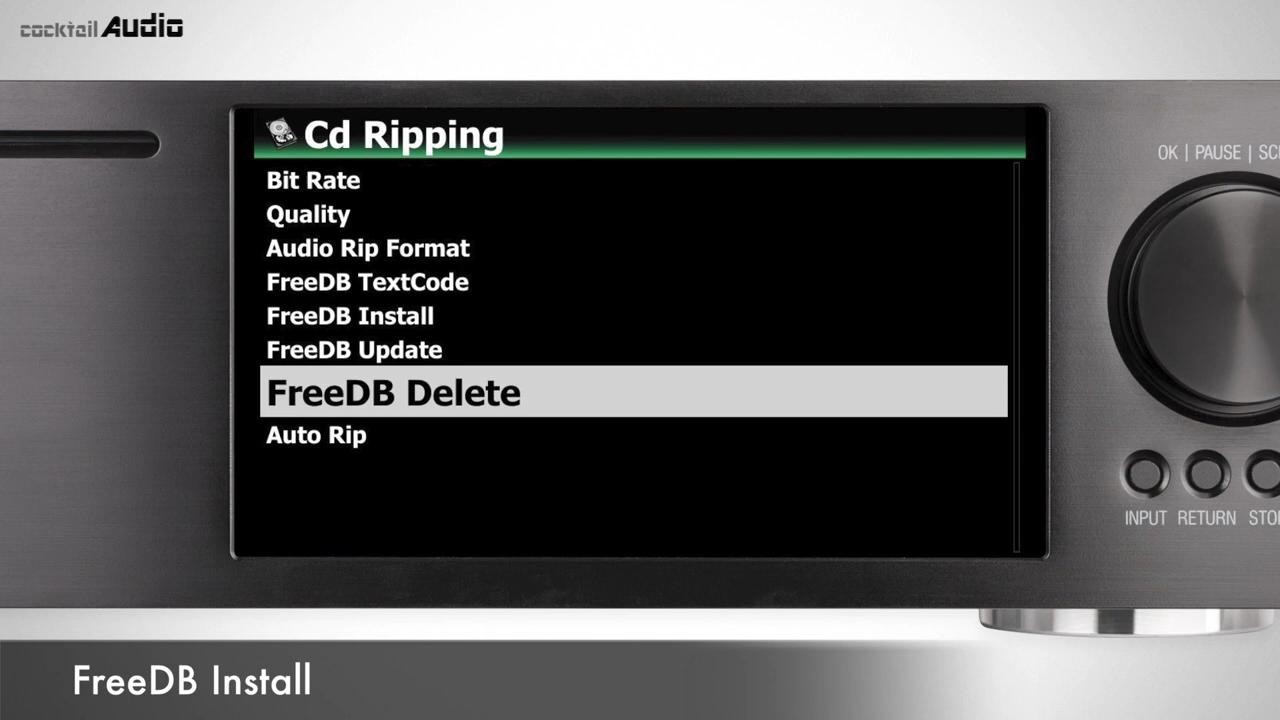 cocktail Audio
Cd Ripping
Bit Rate
Quality
Audio Rip Format
FreeDB TextCode
FreeDB Install
FreeDB Update
FreeDB Delete
Auto Rip
OK | PAUSE |
INPUT RETURN
FreeDB Install